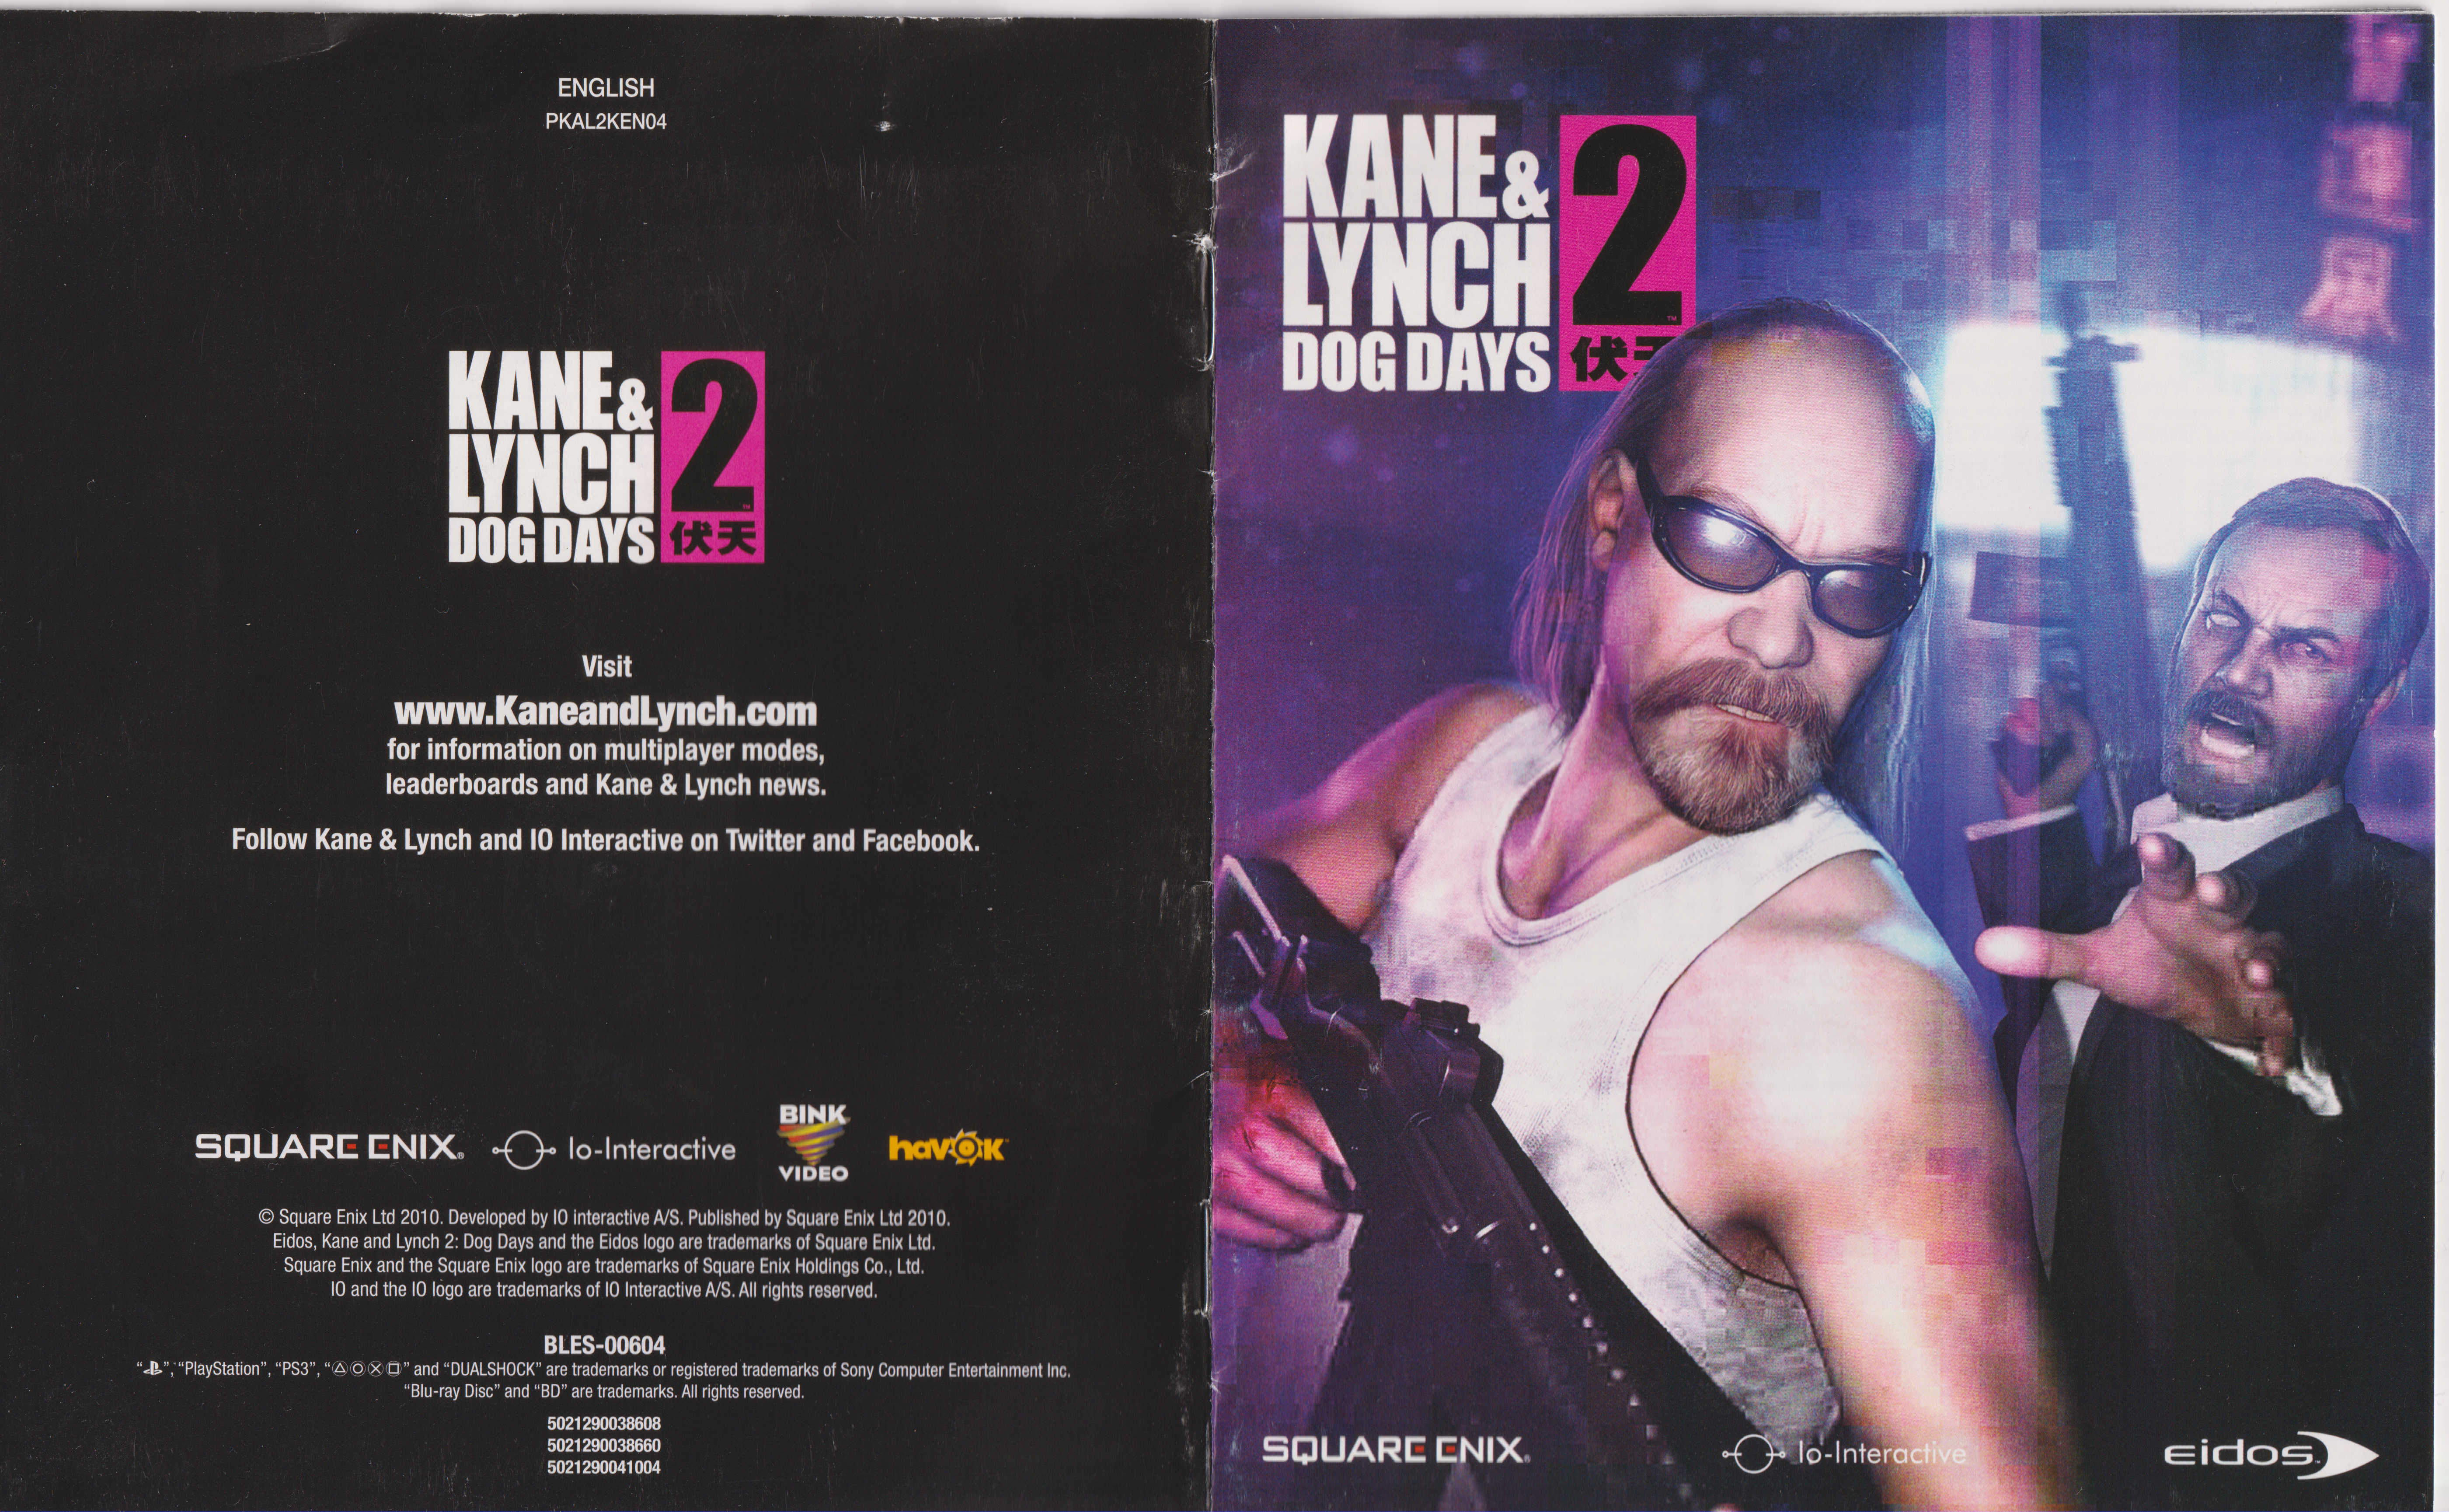 ENGLISH
PKAL2KEN04
KANE &
LYNCH 2™
DOG DAYS 伏天
Visit
www.KaneandLynch.com
for information on multiplayer modes,
leaderboards and Kane & Lynch news.
Follow Kane & Lynch and IO Interactive on Twitter and Facebook.
SQUARE ENIX® Io-Interactive BINK VIDEO havok™
© Square Enix Ltd 2010. Developed by IO interactive A/S. Published by Square Enix Ltd 2010.
Eidos, Kane and Lynch 2: Dog Days and the Eidos logo are trademarks of Square Enix Ltd.
Square Enix and the Square Enix logo are trademarks of Square Enix Holdings Co., Ltd.
IO and the IO logo are trademarks of IO Interactive A/S. All rights reserved.
BLES-00604
“ ”, “PlayStation”, “PS3”, “△○✕□” and “DUALSHOCK” are trademarks or registered trademarks of Sony Computer Entertainment Inc.
“Blu-ray Disc” and “BD” are trademarks. All rights reserved.
5021290038608
5021290038660
5021290041004
KANE &
LYNCH 2™
DOG DAYS 伏天
SQUARE ENIX® Io-Interactive eidos™